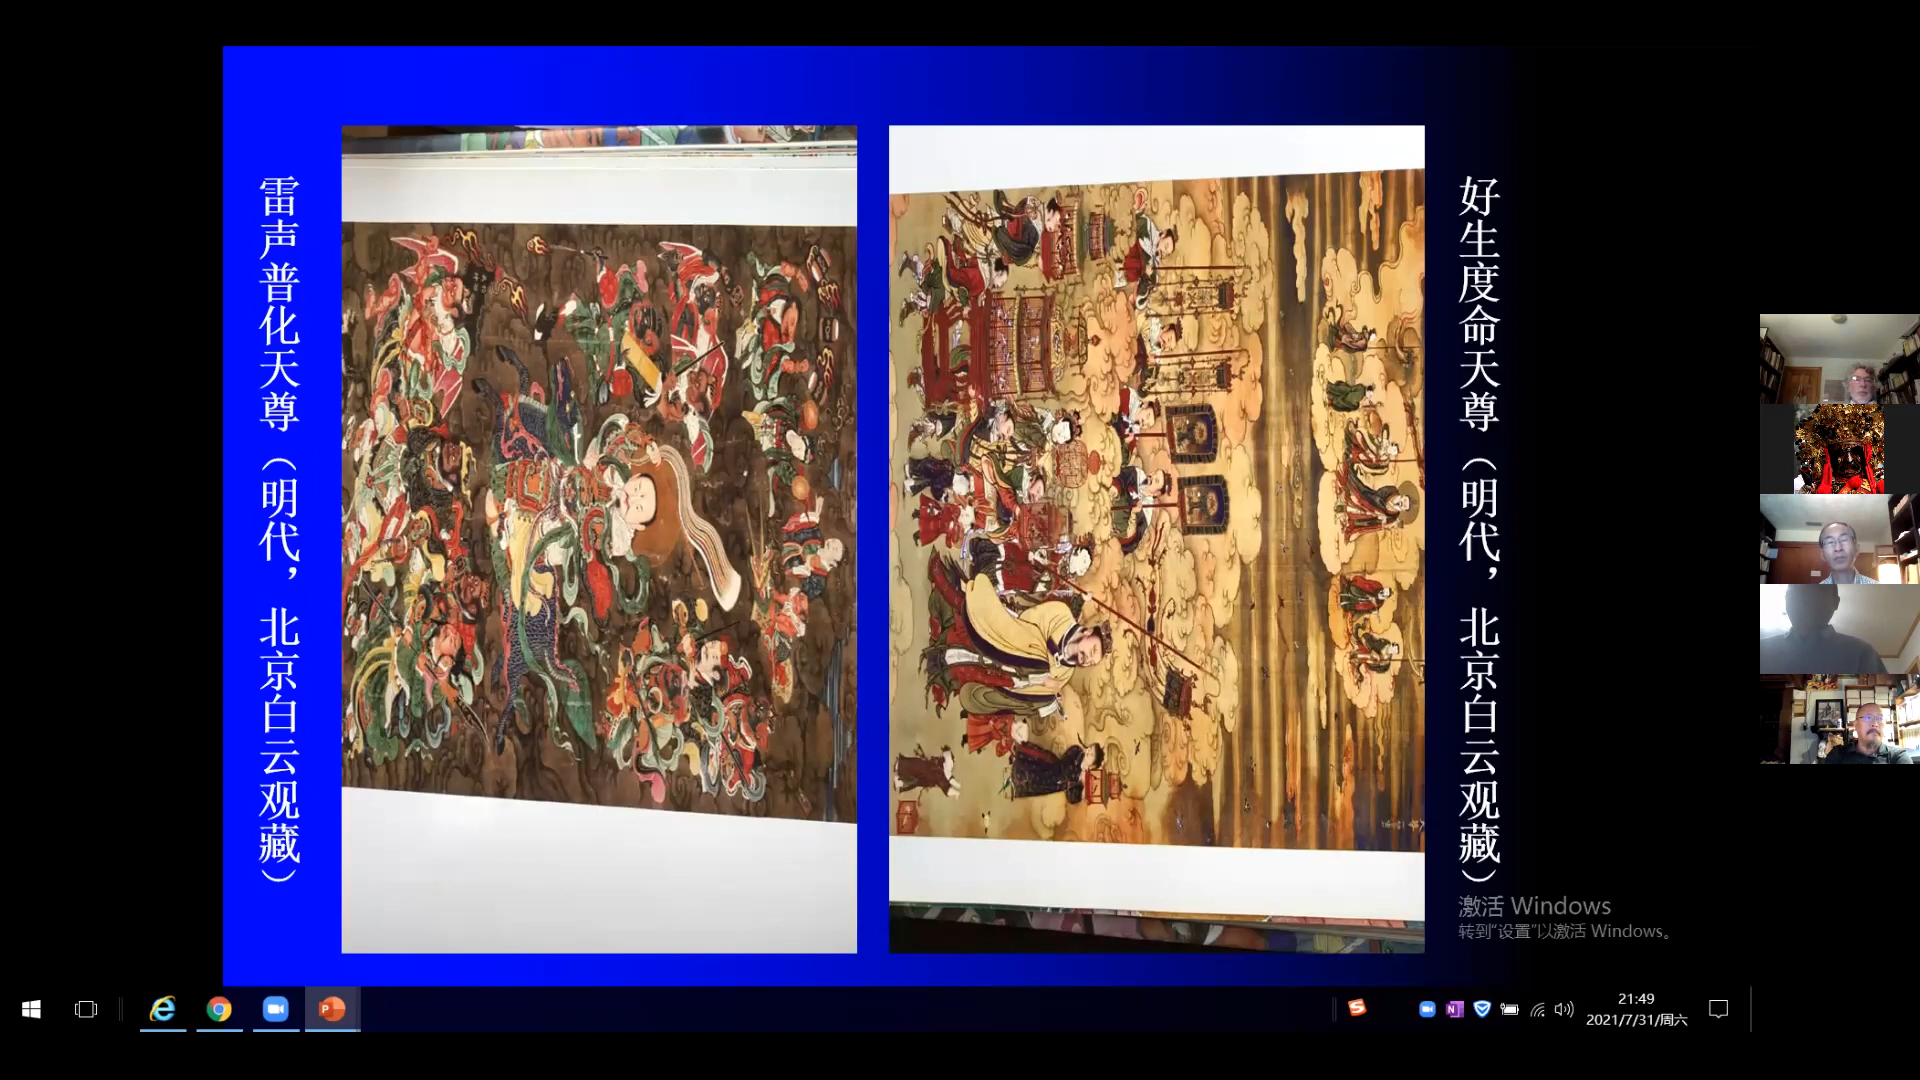 雷声普化天尊（明代，北京白云观藏）
好生度命天尊（明代，北京白云观藏）
激活 Windows
转到“设置”以激活 Windows。
21:49
2021/7/31/周六